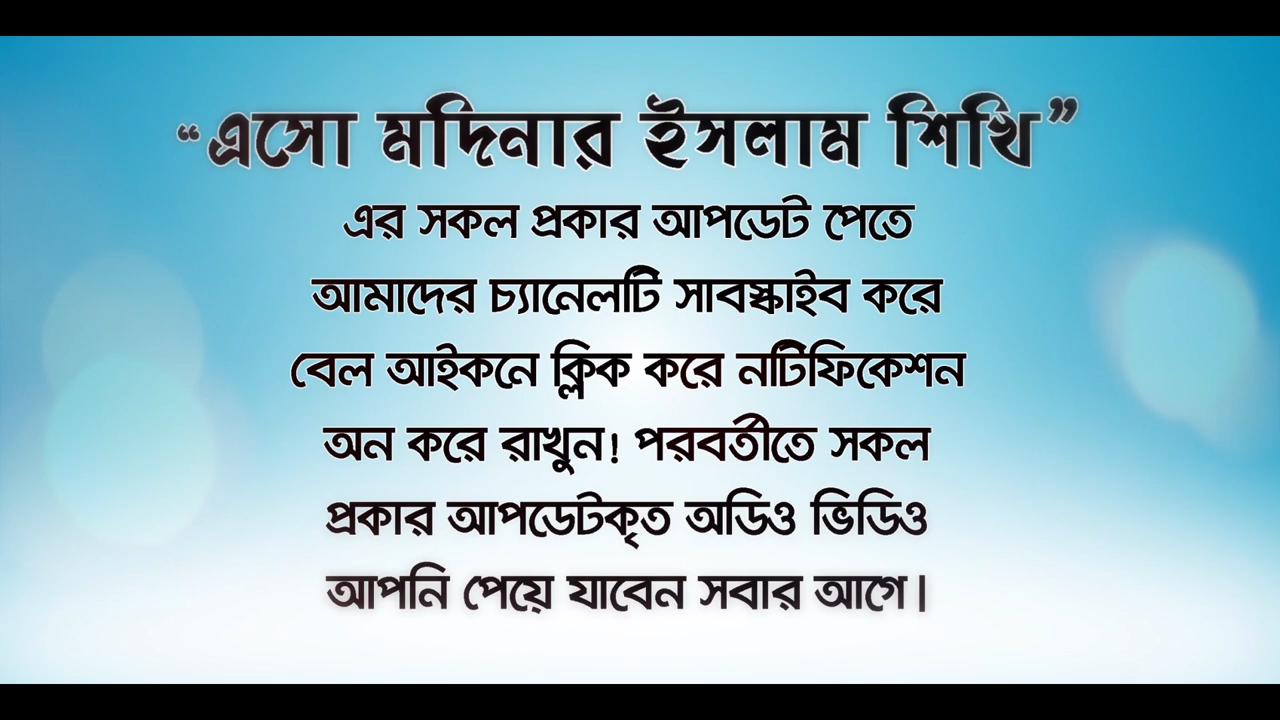 “এসো মদিনার ইসলাম শিখি”
এর সকল প্রকার আপডেট পেতে
আমাদের চ্যানেলটি সাবস্ক্রাইব করে
বেল আইকনে ক্লিক করে নটিফিকেশন
অন করে রাখুন! পরবর্তীতে সকল
প্রকার আপডেটকৃত অডিও ভিডিও
আপনি পেয়ে যাবেন সবার আগে।